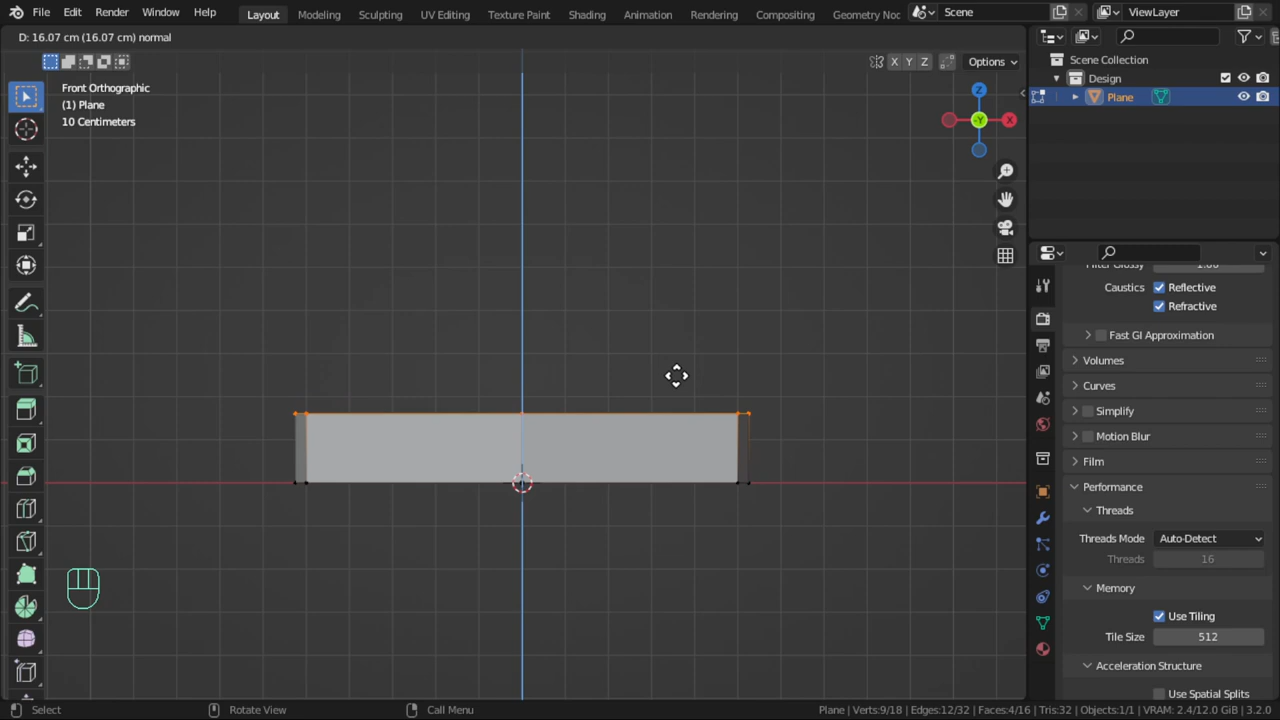 File Edit Render Window Help Layout Modeling Sculpting UV Editing Texture Paint Shading Animation Rendering Compositing Geometry Noc Scene ViewLayer
D: 16.07 cm (16.07 cm) normal
X Y Z Options
Front Orthographic
(1) Plane
10 Centimeters
Z
Y
X
Scene Collection
Design
Plane
Filter Glossy 1.00
Caustics Reflective
Refractive
Fast GI Approximation
Volumes
Curves
Simplify
Motion Blur
Film
Performance
Threads
Threads Mode Auto-Detect
Threads 16
Memory
Use Tiling
Tile Size 512
Acceleration Structure
Use Spatial Splits
Select Rotate View Call Menu Plane | Verts:9/18 | Edges:12/32 | Faces:4/16 | Tris:32 | Objects:1/1 | VRAM: 2.4/12.0 GiB | 3.2.0